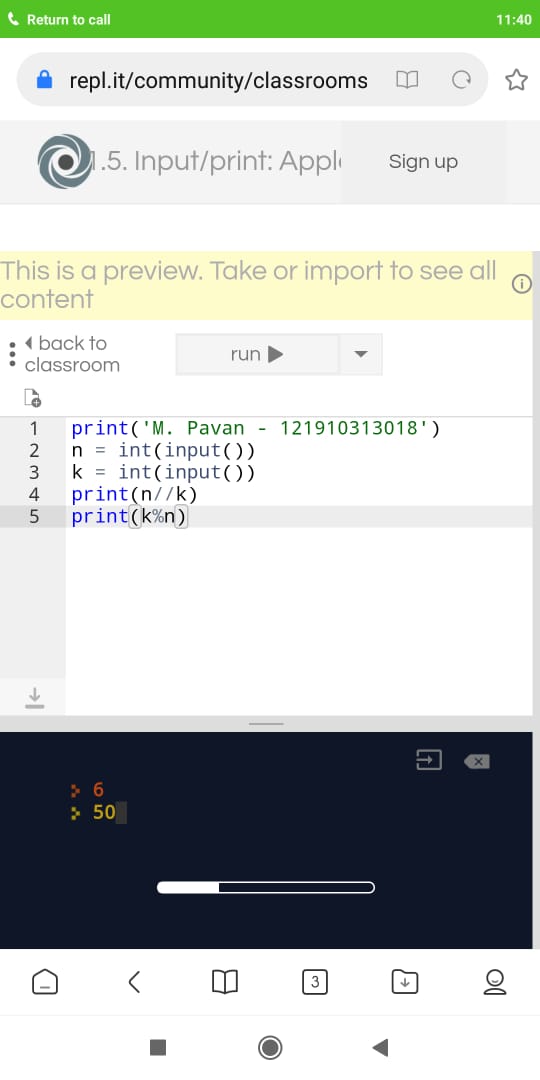 Return to call
11:40
repl.it/community/classrooms
1.5. Input/print: Appl
Sign up
This is a preview. Take or import to see all
content
back to
classroom
run
1 print('M. Pavan - 121910313018')
2 n = int(input())
3 k = int(input())
4 print(n//k)
5 print(k%n)
6
50
3